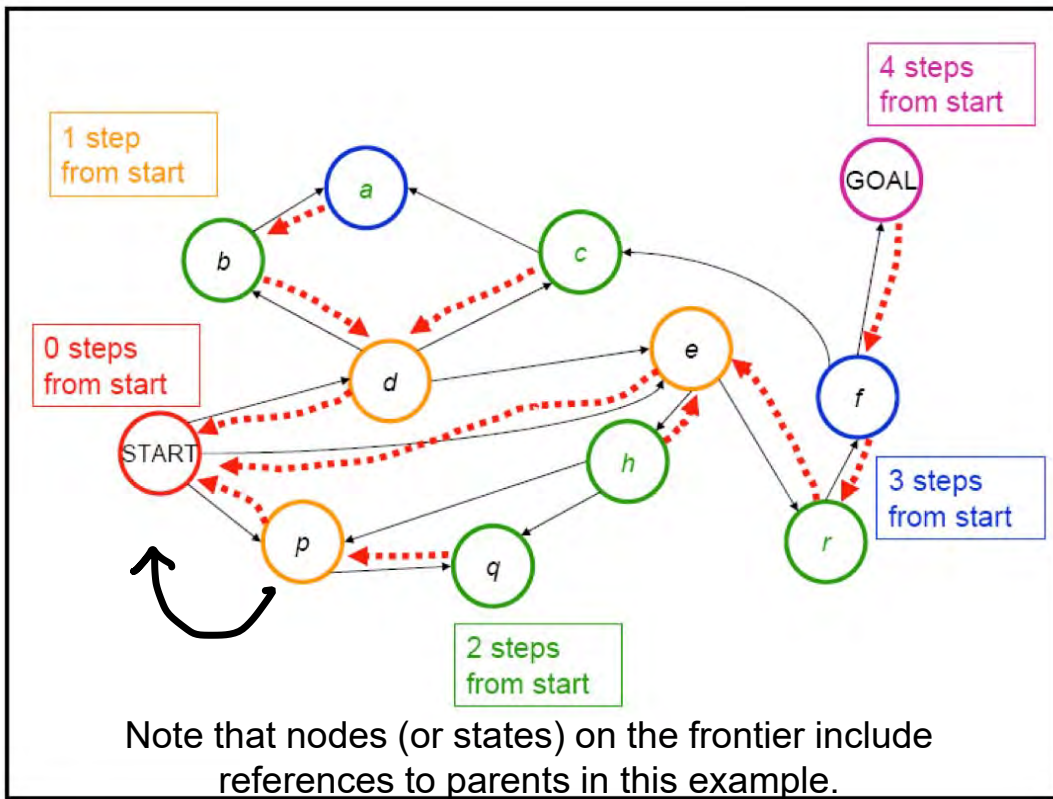 4 steps
from start
1 step
from start
a
GOAL
b
c
0 steps
from start
d
e
f
START
h
3 steps
from start
p
q
r
2 steps
from start
Note that nodes (or states) on the frontier include
references to parents in this example.